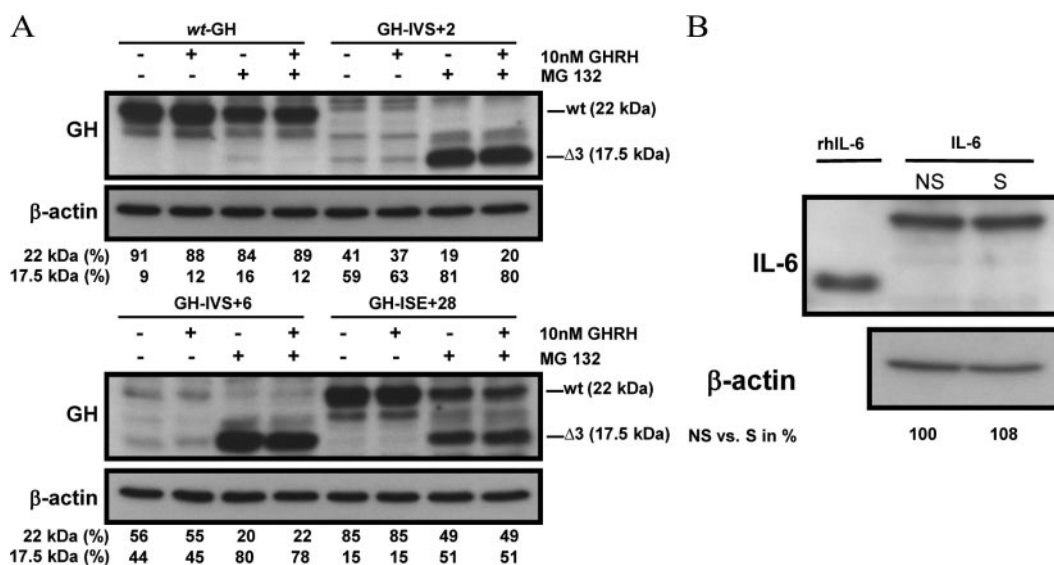 A
wt-GH GH-IVS+2
- + - + - + - + 10nM GHRH
- - + + - - + + MG 132
GH
wt (22 kDa)
Δ3 (17.5 kDa)
β-actin
22 kDa (%) 91 88 84 89 41 37 19 20
17.5 kDa (%) 9 12 16 12 59 63 81 80
GH-IVS+6 GH-ISE+28
- + - + - + - + 10nM GHRH
- - + + - - + + MG 132
GH
wt (22 kDa)
Δ3 (17.5 kDa)
β-actin
22 kDa (%) 56 55 20 22 85 85 49 49
17.5 kDa (%) 44 45 80 78 15 15 51 51
B
rhIL-6 IL-6
NS S
IL-6
β-actin
NS vs. S in % 100 108